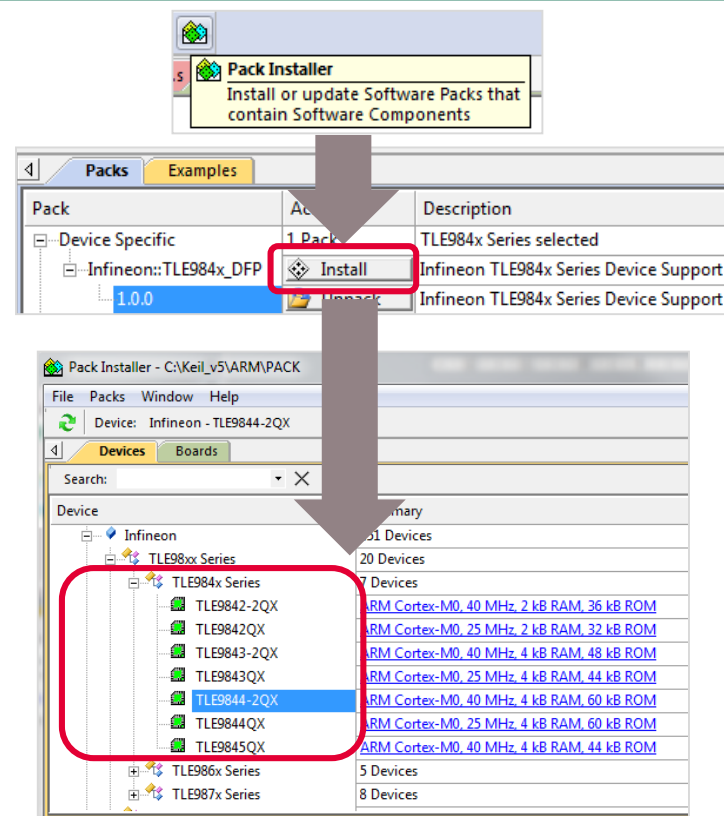 .s
Pack Installer
Install or update Software Packs that
contain Software Components
Packs Examples
Pack Description
Device Specific 1 Pack TLE984x Series selected
Infineon::TLE984x_DFP Install Infineon TLE984x Series Device Support
1.0.0 Unpack Infineon TLE984x Series Device Support
Pack Installer - C:\Keil_v5\ARM\PACK
File Packs Window Help
Device: Infineon - TLE9844-2QX
Devices Boards
Search:
Device
Infineon 51 Devices
TLE98xx Series 20 Devices
TLE984x Series 7 Devices
TLE9842-2QX ARM Cortex-M0, 40 MHz, 2 kB RAM, 36 kB ROM
TLE9842QX ARM Cortex-M0, 25 MHz, 2 kB RAM, 32 kB ROM
TLE9843-2QX ARM Cortex-M0, 40 MHz, 4 kB RAM, 48 kB ROM
TLE9843QX ARM Cortex-M0, 25 MHz, 4 kB RAM, 44 kB ROM
TLE9844-2QX ARM Cortex-M0, 40 MHz, 4 kB RAM, 60 kB ROM
TLE9844QX ARM Cortex-M0, 25 MHz, 4 kB RAM, 60 kB ROM
TLE9845QX ARM Cortex-M0, 40 MHz, 4 kB RAM, 44 kB ROM
TLE986x Series 5 Devices
TLE987x Series 8 Devices